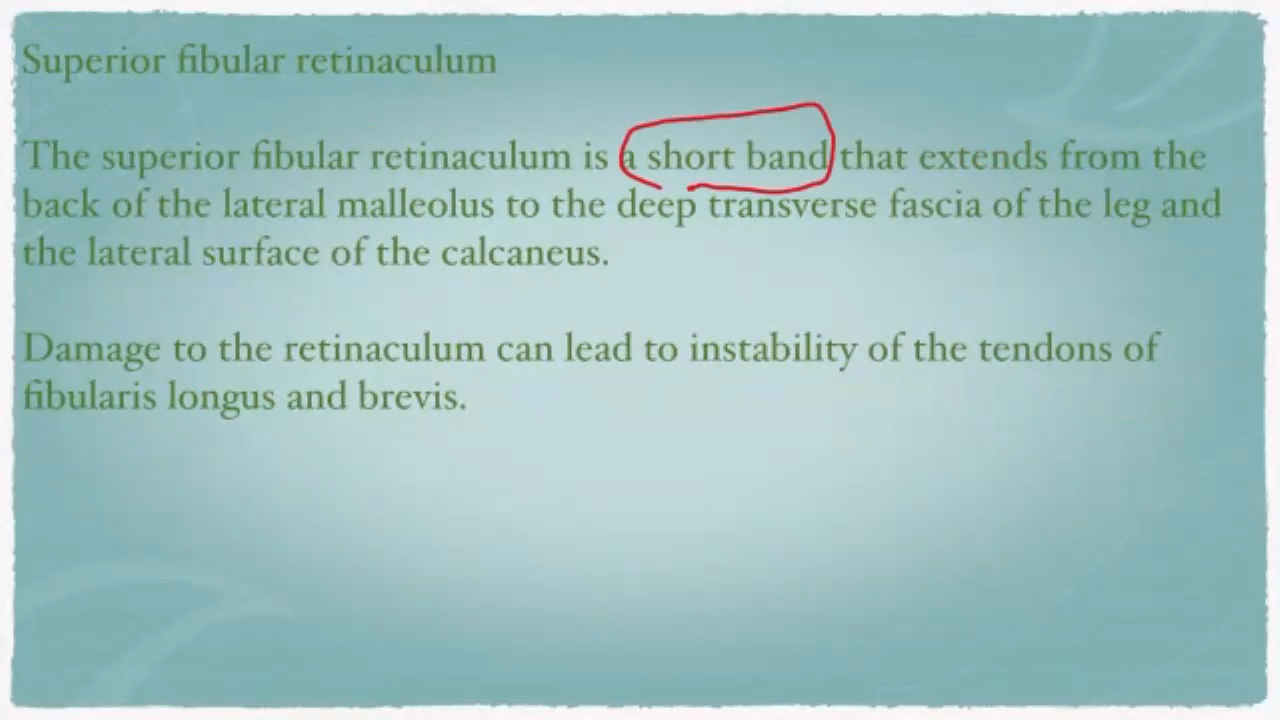 Superior fibular retinaculum
The superior fibular retinaculum is a short band that extends from the
back of the lateral malleolus to the deep transverse fascia of the leg and
the lateral surface of the calcaneus.
Damage to the retinaculum can lead to instability of the tendons of
fibularis longus and brevis.